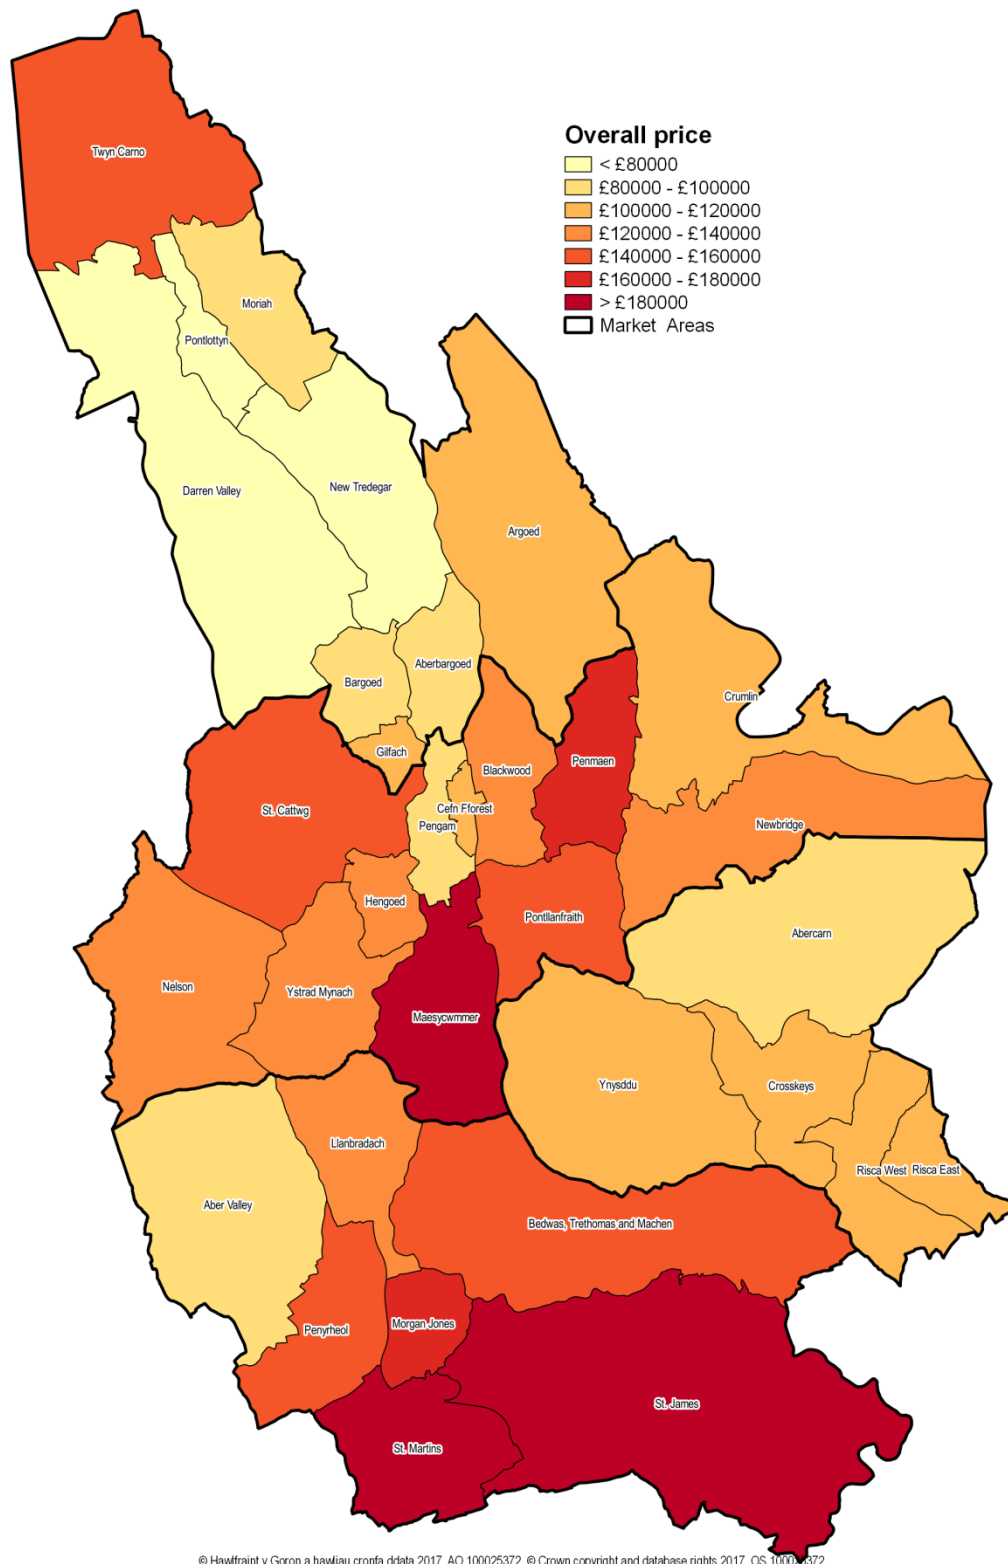 Overall price
< £80000
£80000 - £100000
£100000 - £120000
£120000 - £140000
£140000 - £160000
£160000 - £180000
> £180000
Market Areas
Twyn Carno
Moriah
Pontlottyn
Darren Valley
New Tredegar
Argoed
Aberbargoed
Bargoed
Crumlin
Gilfach
Blackwood
Penmaen
St. Cattwg
Cefn Fforest
Pengam
Newbridge
Hengoed
Pontllanfraith
Abercarn
Nelson
Ystrad Mynach
Maesycwmmer
Ynysddu
Crosskeys
Llanbradach
Risca West
Risca East
Aber Valley
Bedwas, Trethomas and Machen
Penyrheol
Morgan Jones
St. James
St. Martins
© Hawlfraint y Goron a hawliau cronfa ddata 2017, AO 100025372. © Crown copyright and database rights 2017, OS 100025372